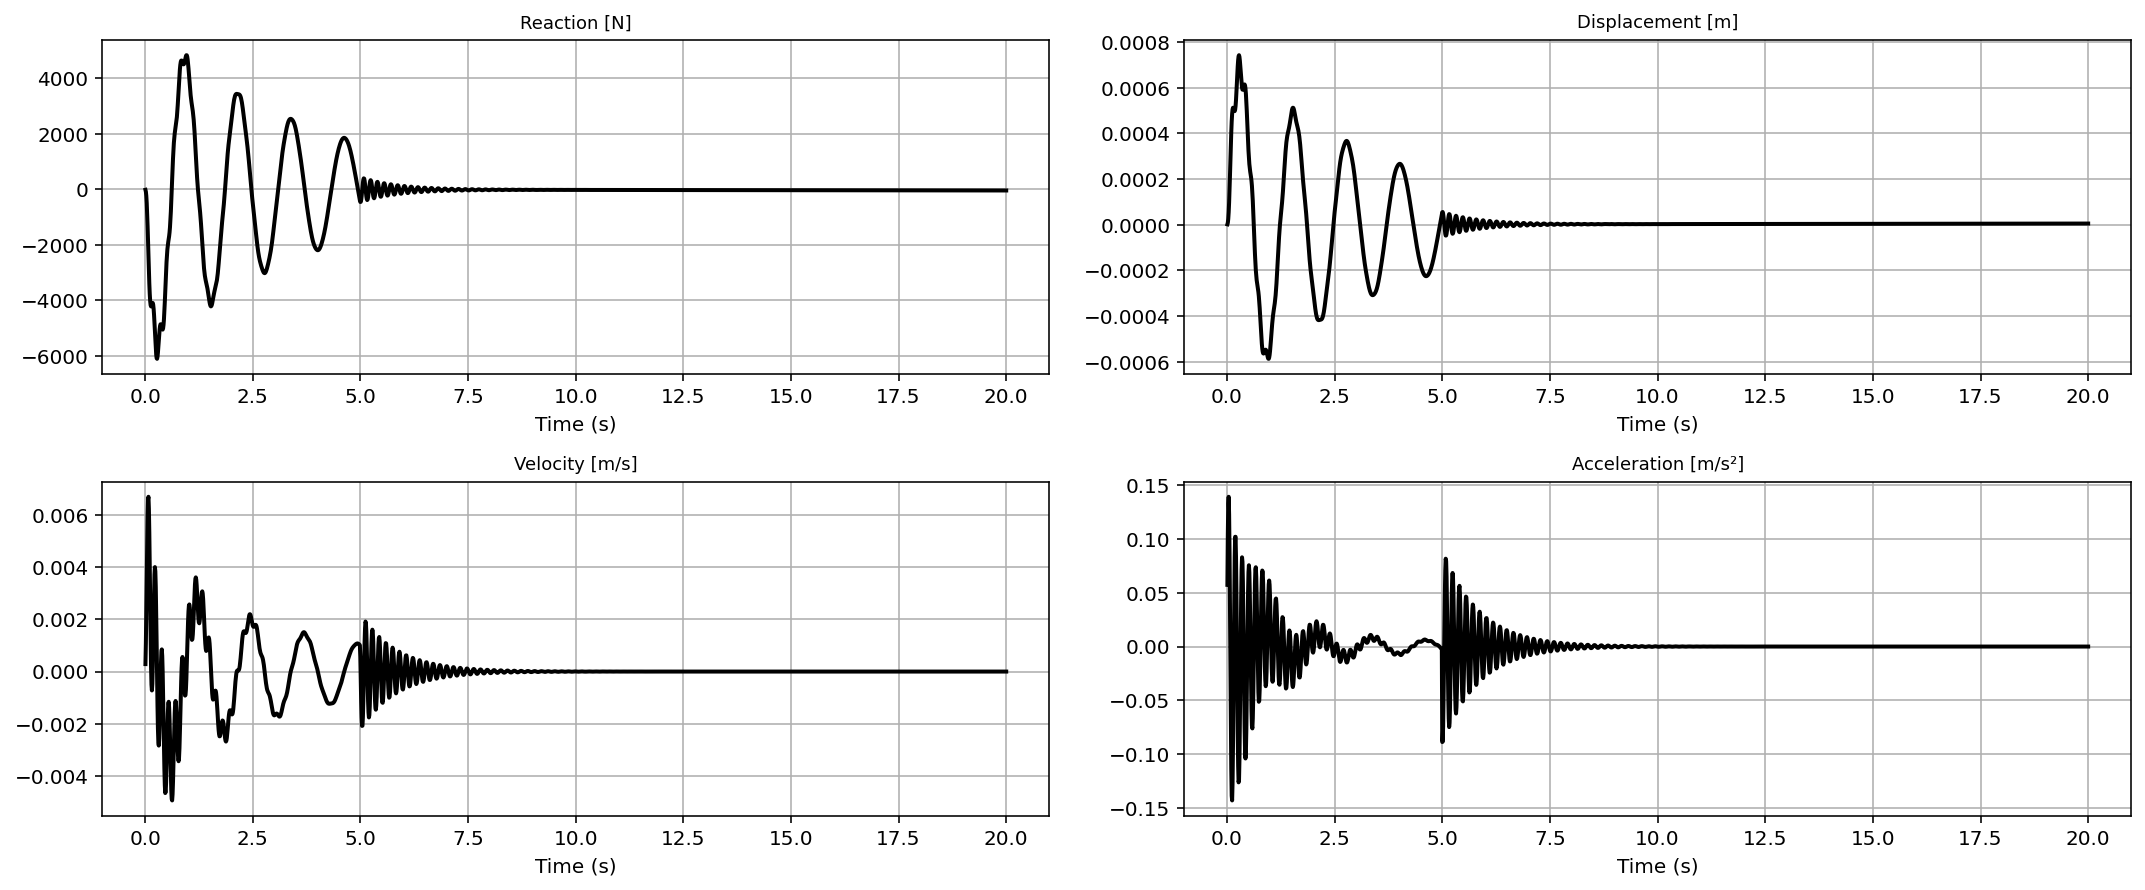 Reaction [N]
4000
2000
0
−2000
−4000
−6000
0.0 2.5 5.0 7.5 10.0 12.5 15.0 17.5 20.0
Time (s)
Displacement [m]
0.0008
0.0006
0.0004
0.0002
0.0000
−0.0002
−0.0004
−0.0006
0.0 2.5 5.0 7.5 10.0 12.5 15.0 17.5 20.0
Time (s)
Velocity [m/s]
0.006
0.004
0.002
0.000
−0.002
−0.004
0.0 2.5 5.0 7.5 10.0 12.5 15.0 17.5 20.0
Time (s)
Acceleration [m/s²]
0.15
0.10
0.05
0.00
−0.05
−0.10
−0.15
0.0 2.5 5.0 7.5 10.0 12.5 15.0 17.5 20.0
Time (s)